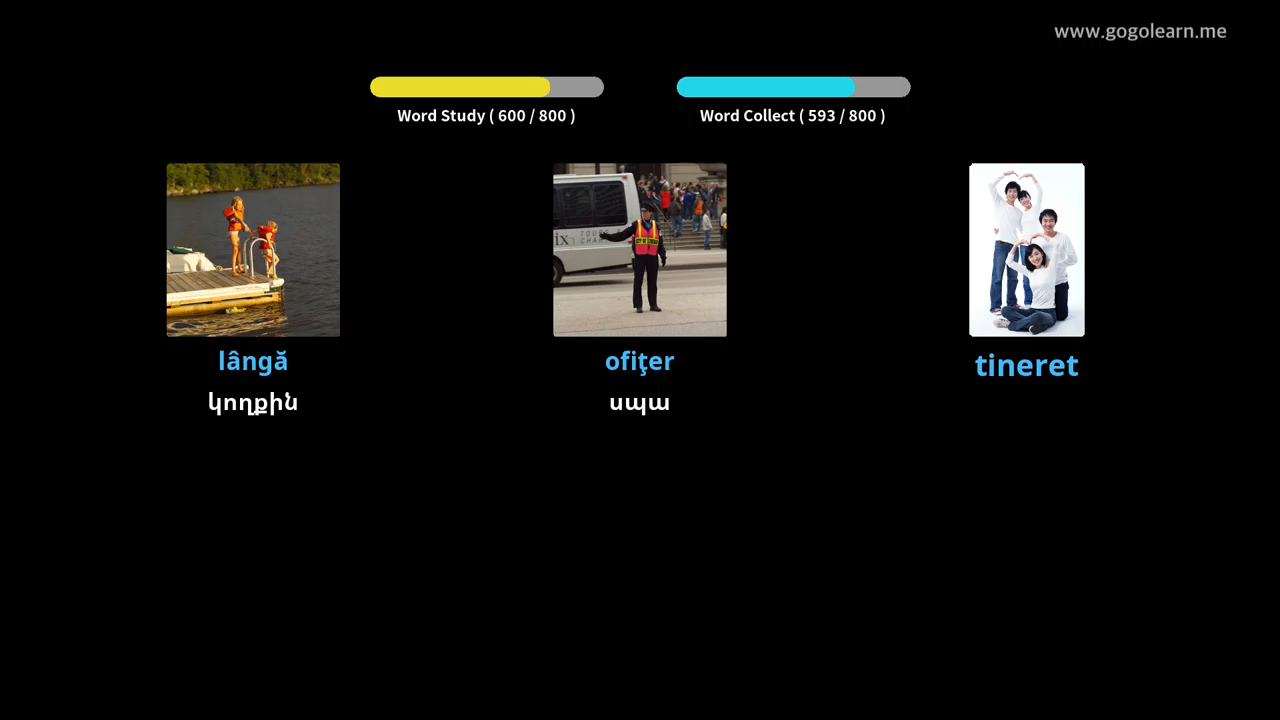 www.gogolearn.me
Word Study ( 600 / 800 )
Word Collect ( 593 / 800 )
lângă
ofiţer
tineret
կողքին
սպա